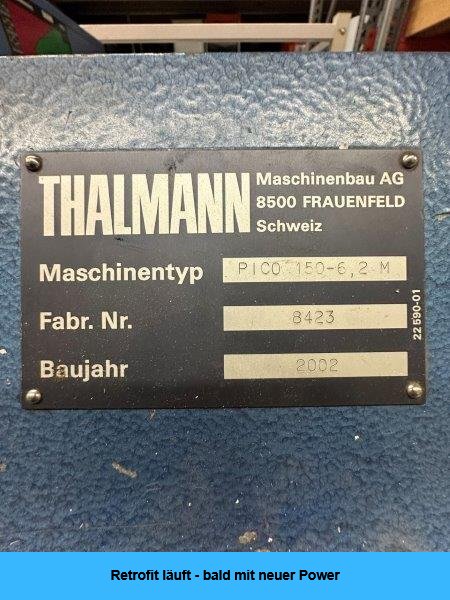 THALMANN
Maschinenbau AG
8500 FRAUENFELD
Schweiz
Maschinentyp PICO 150-6,2 M
Fabr. Nr. 8423
Baujahr 2002
22 590-01
Retrofit läuft - bald mit neuer Power